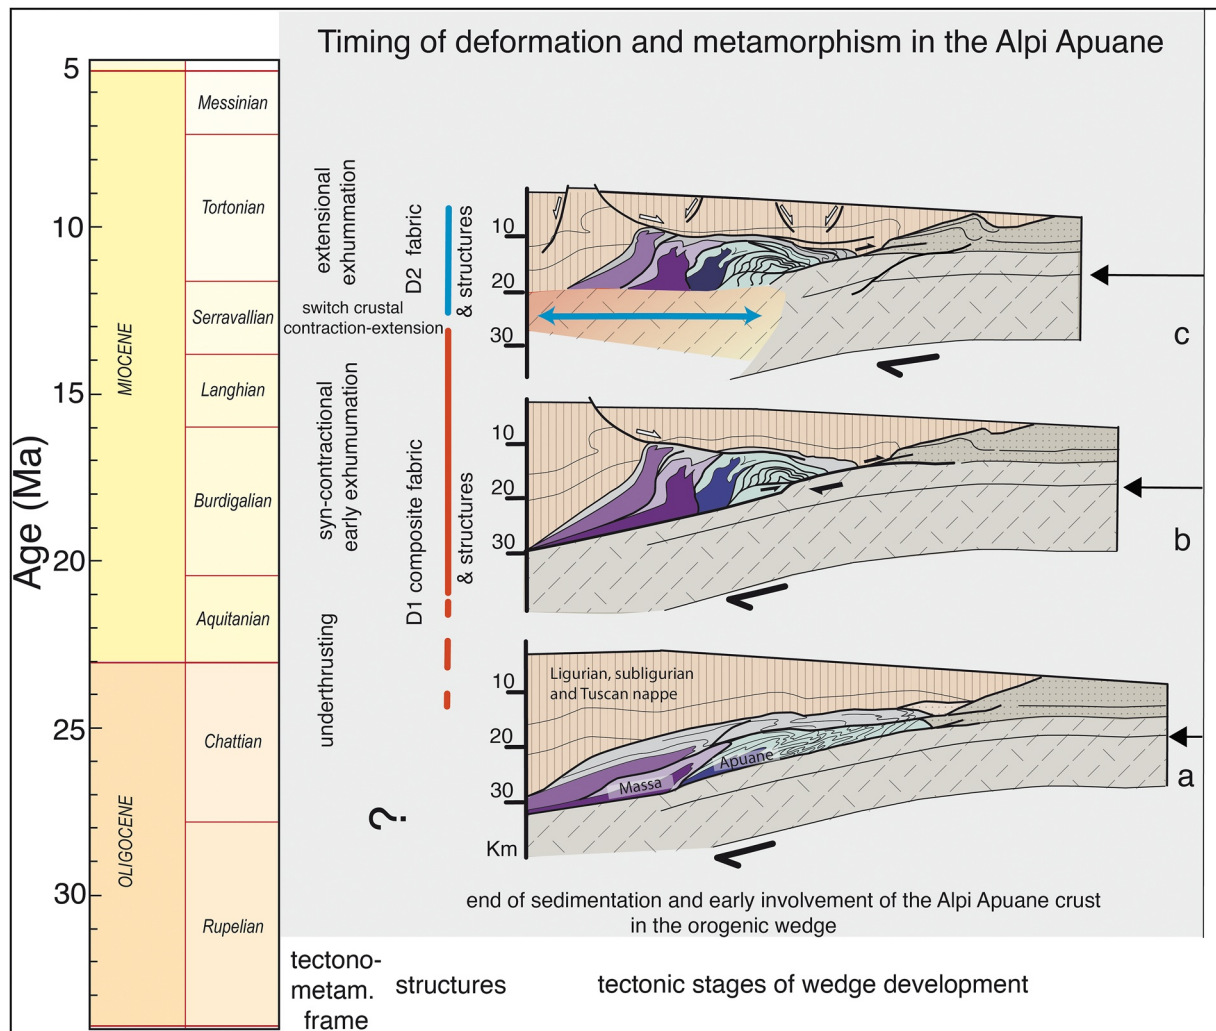 Timing of deformation and metamorphism in the Alpi Apuane
Age (Ma)
5
10
15
20
25
30
MIOCENE
OLIGOCENE
Messinian
Tortonian
Serravallian
Langhian
Burdigalian
Aquitanian
Chattian
Rupelian
extensional
exhummation
switch crustal
contraction-extension
syn-contractional
early exhumumation
underthrusting
?
D2 fabric
& structures
D1 composite fabric
& structures
10
20
30
c
10
20
30
b
10
20
30
Km
Ligurian, subligurian
and Tuscan nappe
Massa
Apuane
a
end of sedimentation and early involvement of the Alpi Apuane crust
in the orogenic wedge
tectono-
metam.
frame
structures
tectonic stages of wedge development